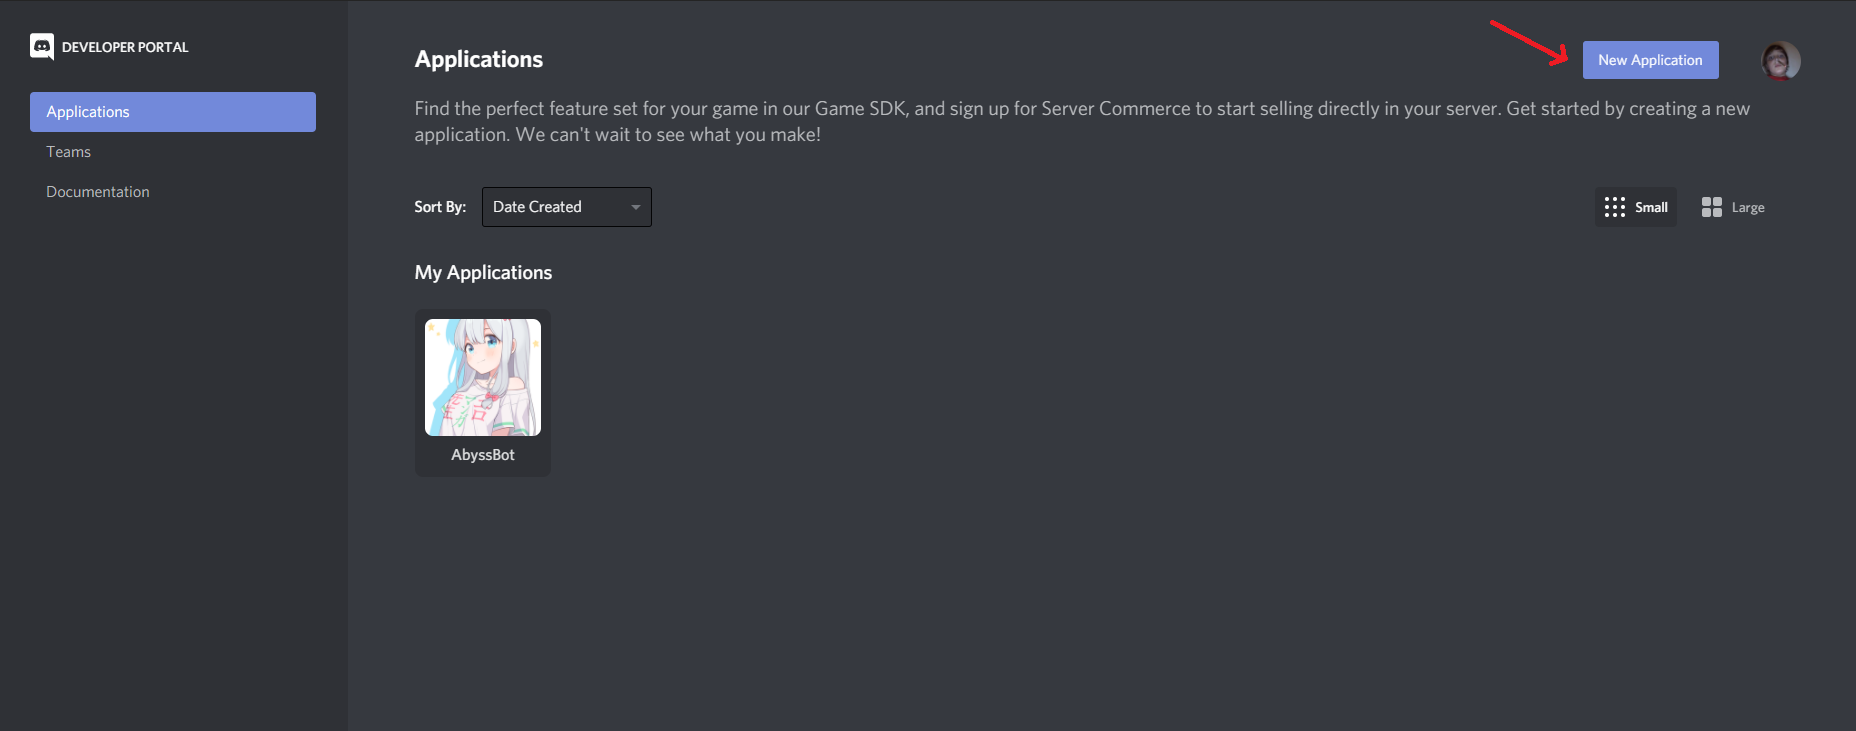 DEVELOPER PORTAL
Applications
Teams
Documentation
Applications
New Application
Find the perfect feature set for your game in our Game SDK, and sign up for Server Commerce to start selling directly in your server. Get started by creating a new
application. We can't wait to see what you make!
Sort By:
Date Created
Small
Large
My Applications
AbyssBot